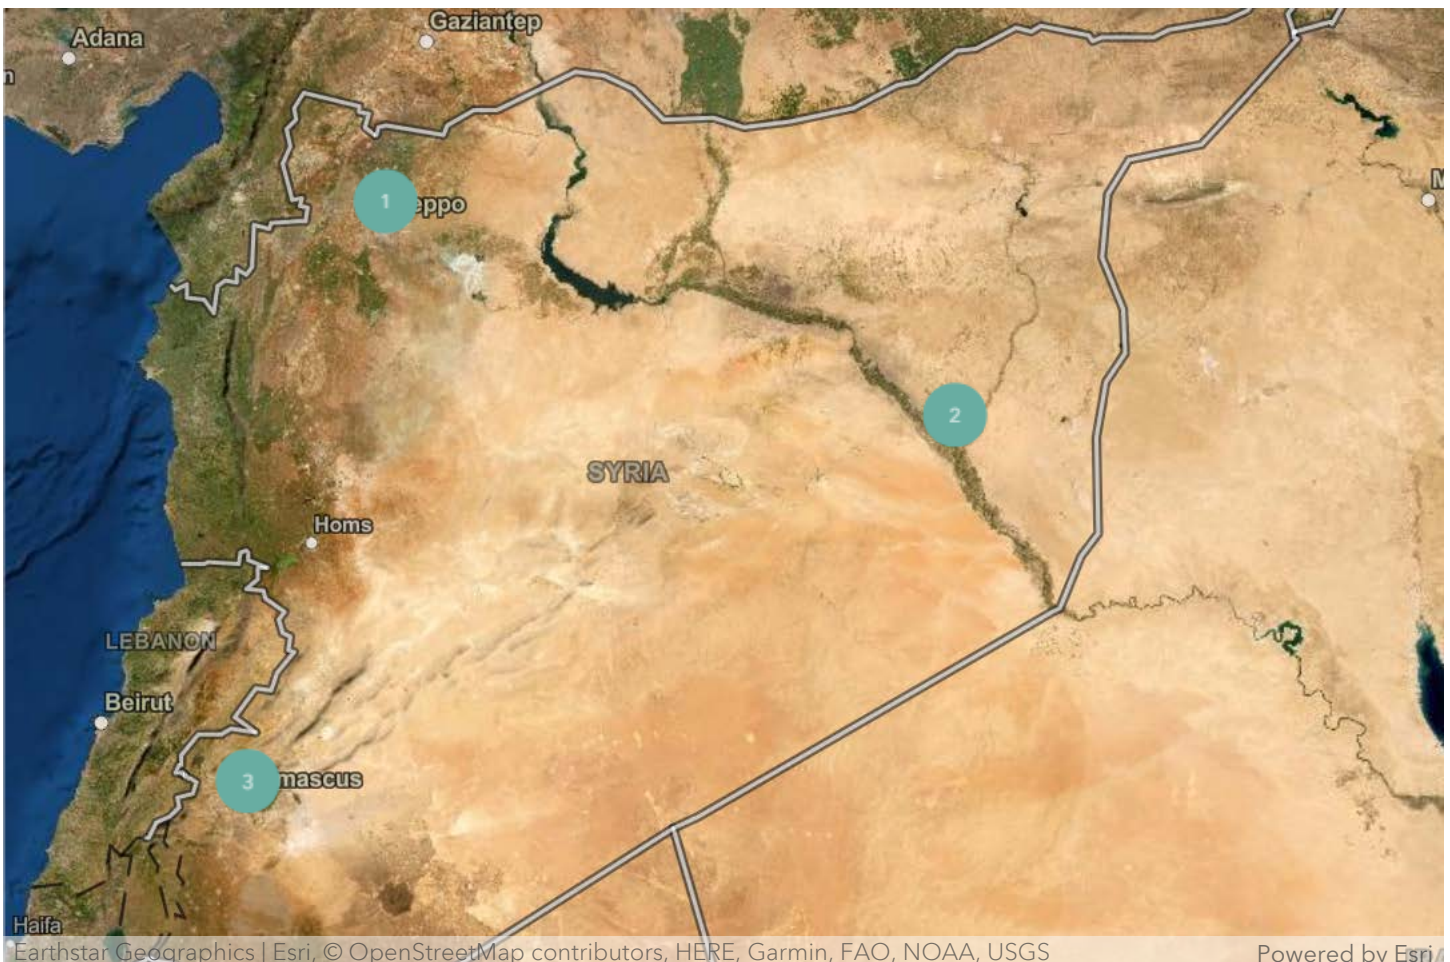 Gaziantep
Adana
n
1
eppo
M
2
SYRIA
Homs
LEBANON
Beirut
3
mascus
Haifa
Earthstar Geographics | Esri, © OpenStreetMap contributors, HERE, Garmin, FAO, NOAA, USGS
Powered by Esri